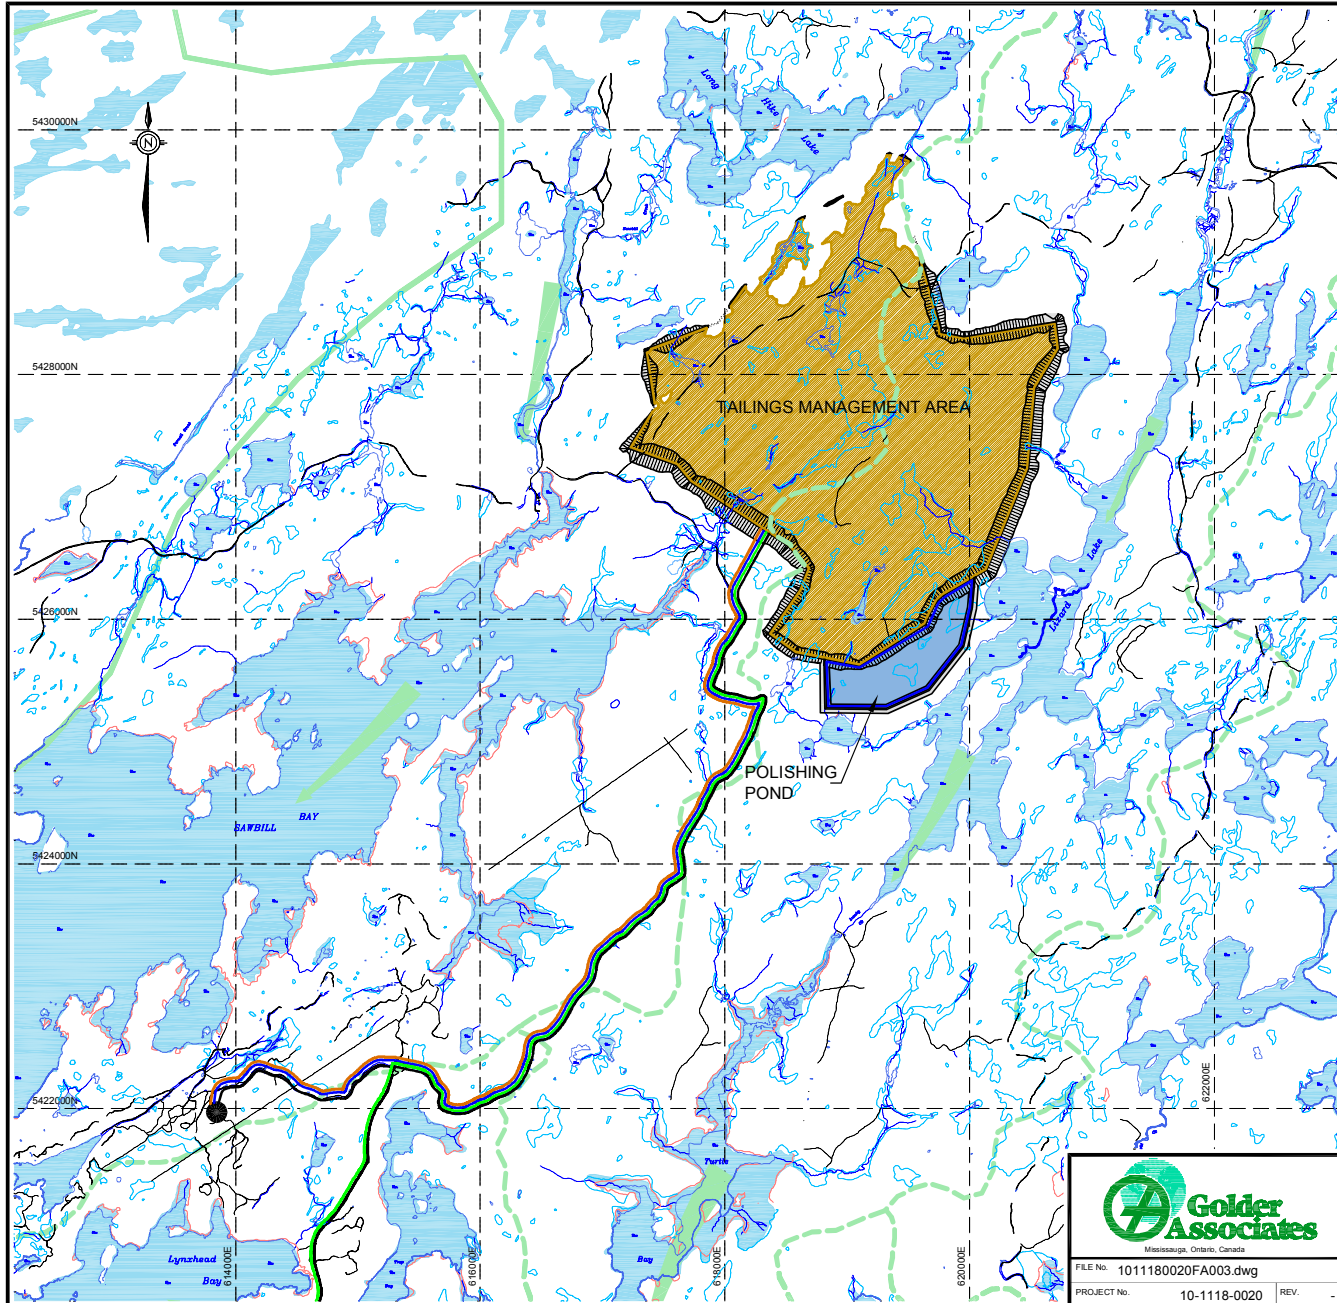 Long
Hike
Lake
5430000N
N
5428000N
TAILINGS MANAGEMENT AREA
Lizard
Lake
5426000N
POLISHING
POND
SAWBILL
BAY
5424000N
5422000N
622000E
Turtle
Bay
Lynxhead
Bay
614000E
616000E
618000E
620000E
Golder
Associates
Mississauga, Ontario, Canada
FILE No. 1011180020FA003.dwg
PROJECT No. 10-1118-0020 REV.